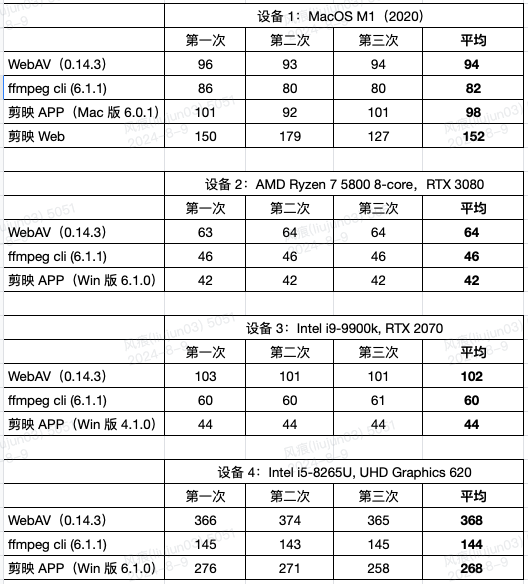 设备 1：MacOS M1（2020）
第一次 第二次 第三次 平均
WebAV（0.14.3） 96 93 94 94
ffmpeg cli (6.1.1) 86 80 80 82
剪映 APP（Mac 版 6.0.1） 101 92 101 98
剪映 Web 150 179 127 152
设备 2：AMD Ryzen 7 5800 8-core，RTX 3080
第一次 第二次 第三次 平均
WebAV（0.14.3） 63 64 64 64
ffmpeg cli (6.1.1) 46 46 46 46
剪映 APP（Win 版 6.1.0） 42 42 42 42
设备 3：Intel i9-9900k, RTX 2070
第一次 第二次 第三次 平均
WebAV（0.14.3） 103 101 101 102
ffmpeg cli (6.1.1) 60 60 61 60
剪映 APP（Win 版 4.1.0） 44 44 44 44
设备 4：Intel i5-8265U, UHD Graphics 620
第一次 第二次 第三次 平均
WebAV（0.14.3） 366 374 365 368
ffmpeg cli (6.1.1) 145 143 145 144
剪映 APP（Win 版 6.1.0） 276 271 258 268
风痕(liujun03) 5051
2024-8-9